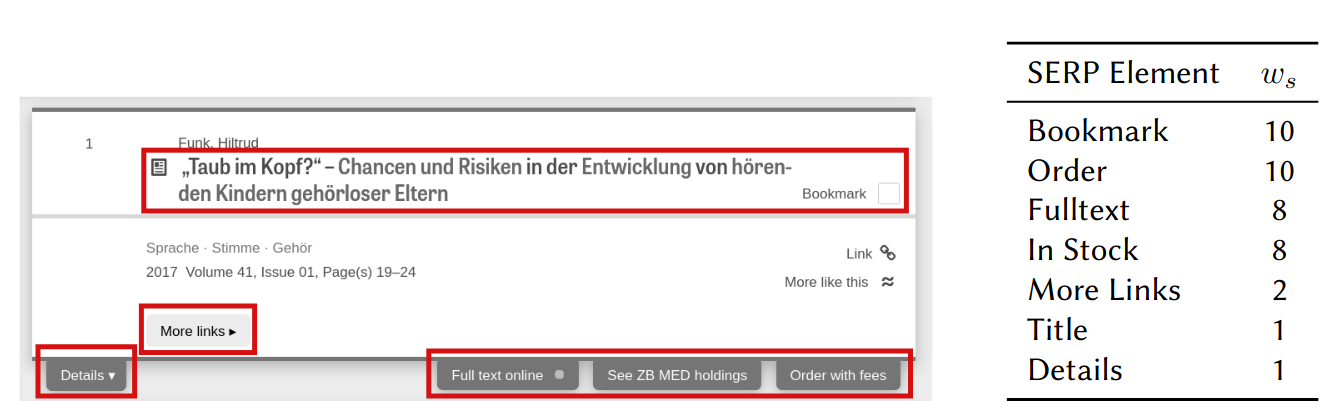 1
Funk, Hiltrud
„Taub im Kopf?“ – Chancen und Risiken in der Entwicklung von hören-
den Kindern gehörloser Eltern
Bookmark
Sprache · Stimme · Gehör
2017 Volume 41, Issue 01, Page(s) 19–24
Link
More like this
More links ▸
Details ▾
Full text online
See ZB MED holdings
Order with fees
SERP Element wₛ
Bookmark 10
Order 10
Fulltext 8
In Stock 8
More Links 2
Title 1
Details 1